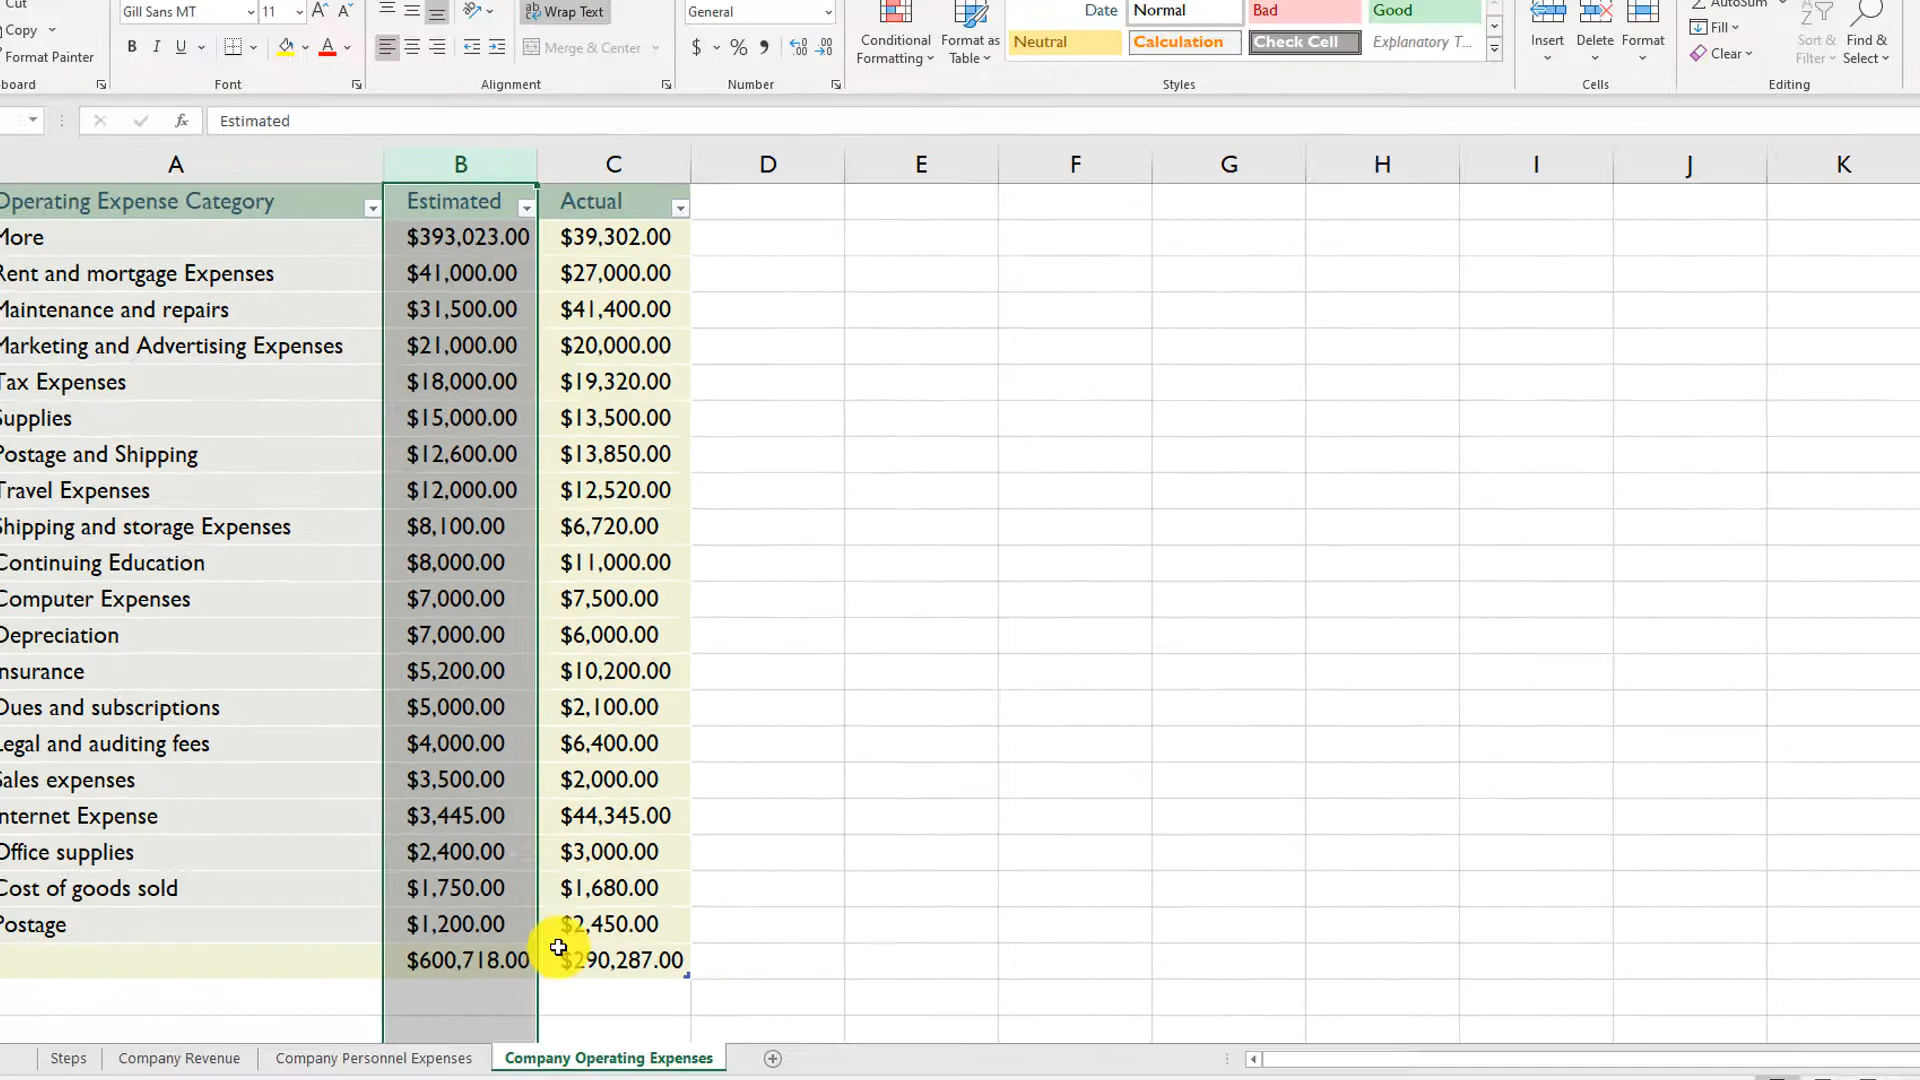 Cut
Copy
Format Painter
board
Gill Sans MT
11
A A
B I U
Font
Wrap Text
Merge & Center
Alignment
General
$ % ,
Number
Conditional Formatting
Format as Table
Date
Normal
Bad
Good
Neutral
Calculation
Check Cell
Explanatory T...
Styles
Insert
Delete
Format
Cells
AutoSum
Fill
Clear
Sort & Filter
Find & Select
Editing
fx Estimated
A B C D E F G H I J K
Operating Expense Category Estimated Actual
More $393,023.00 $39,302.00
Rent and mortgage Expenses $41,000.00 $27,000.00
Maintenance and repairs $31,500.00 $41,400.00
Marketing and Advertising Expenses $21,000.00 $20,000.00
Tax Expenses $18,000.00 $19,320.00
Supplies $15,000.00 $13,500.00
Postage and Shipping $12,600.00 $13,850.00
Travel Expenses $12,000.00 $12,520.00
Shipping and storage Expenses $8,100.00 $6,720.00
Continuing Education $8,000.00 $11,000.00
Computer Expenses $7,000.00 $7,500.00
Depreciation $7,000.00 $6,000.00
nsurance $5,200.00 $10,200.00
Dues and subscriptions $5,000.00 $2,100.00
Legal and auditing fees $4,000.00 $6,400.00
Sales expenses $3,500.00 $2,000.00
nternet Expense $3,445.00 $44,345.00
Office supplies $2,400.00 $3,000.00
Cost of goods sold $1,750.00 $1,680.00
Postage $1,200.00 $2,450.00
$600,718.00 $290,287.00
Steps Company Revenue Company Personnel Expenses Company Operating Expenses